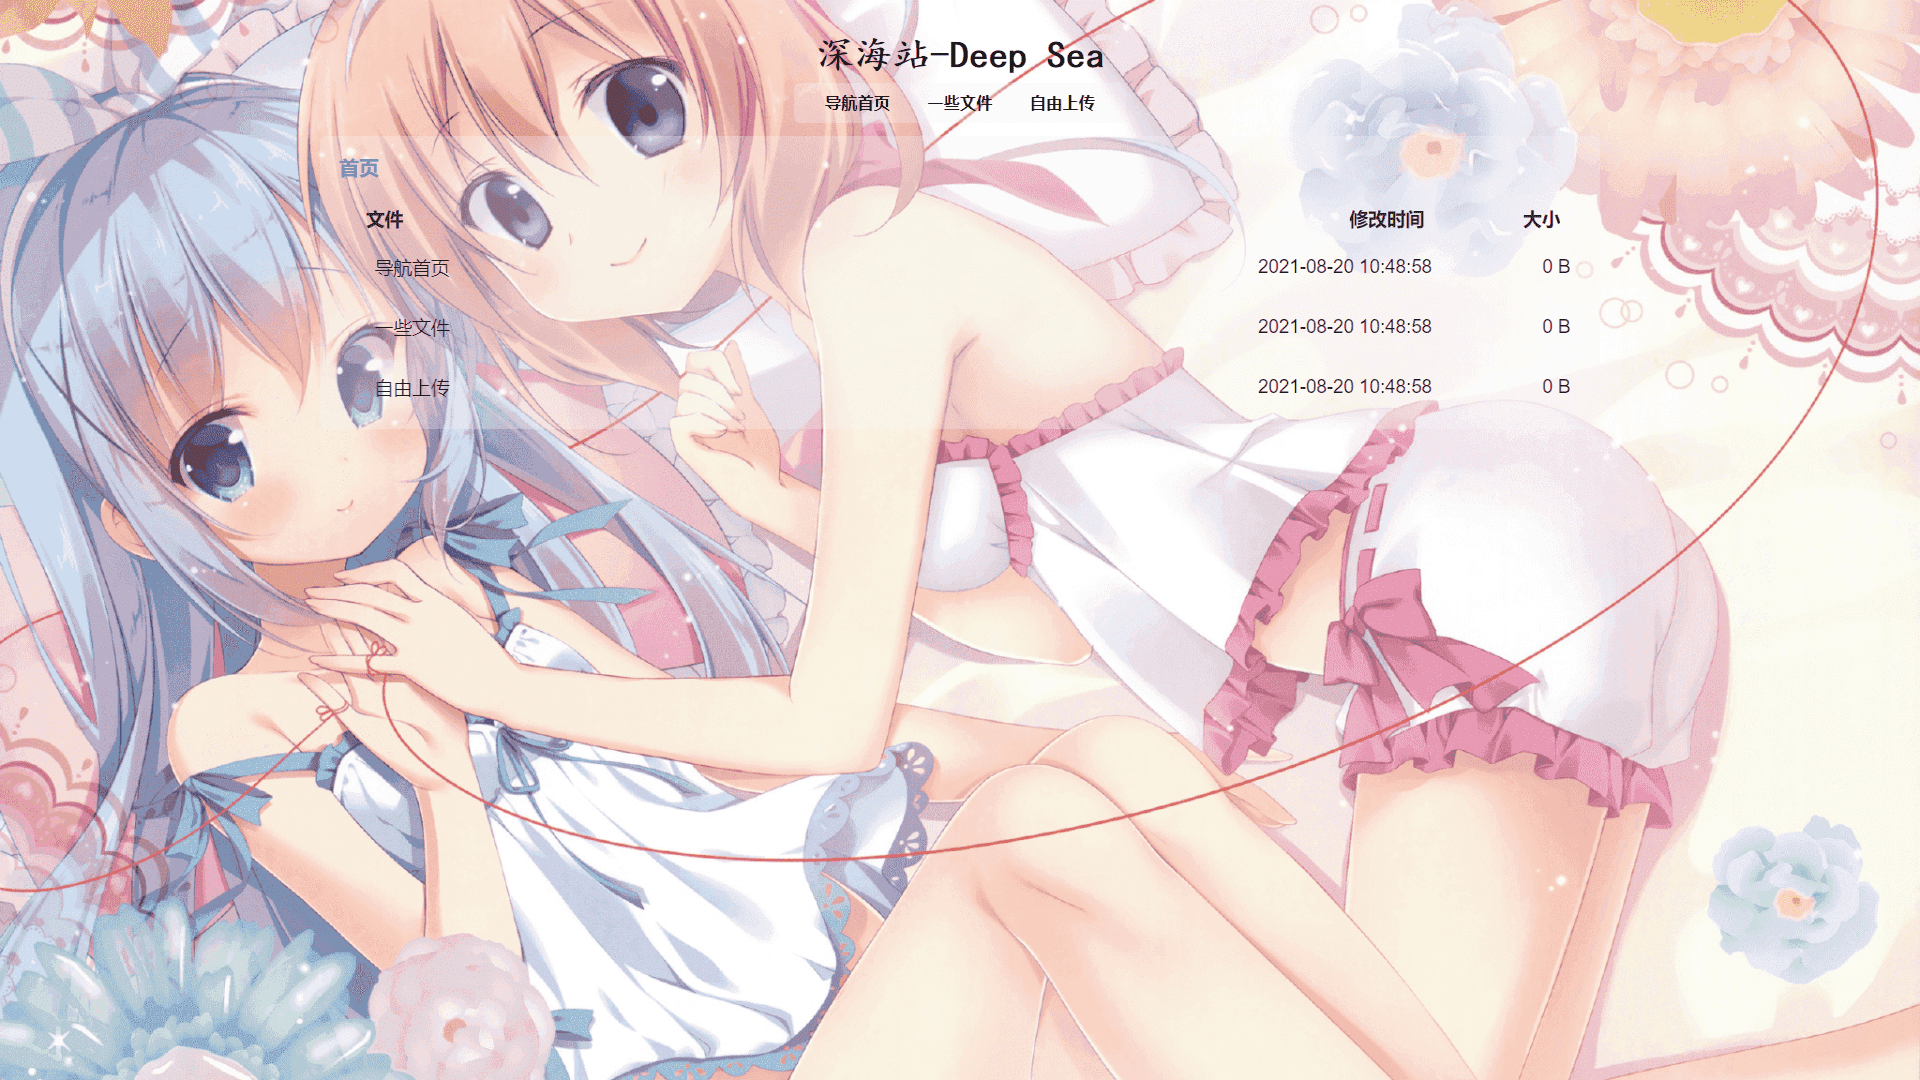 深海站-Deep Sea
导航首页 一些文件 自由上传
首页
文件 修改时间 大小
导航首页 2021-08-20 10:48:58 0 B
一些文件 2021-08-20 10:48:58 0 B
自由上传 2021-08-20 10:48:58 0 B